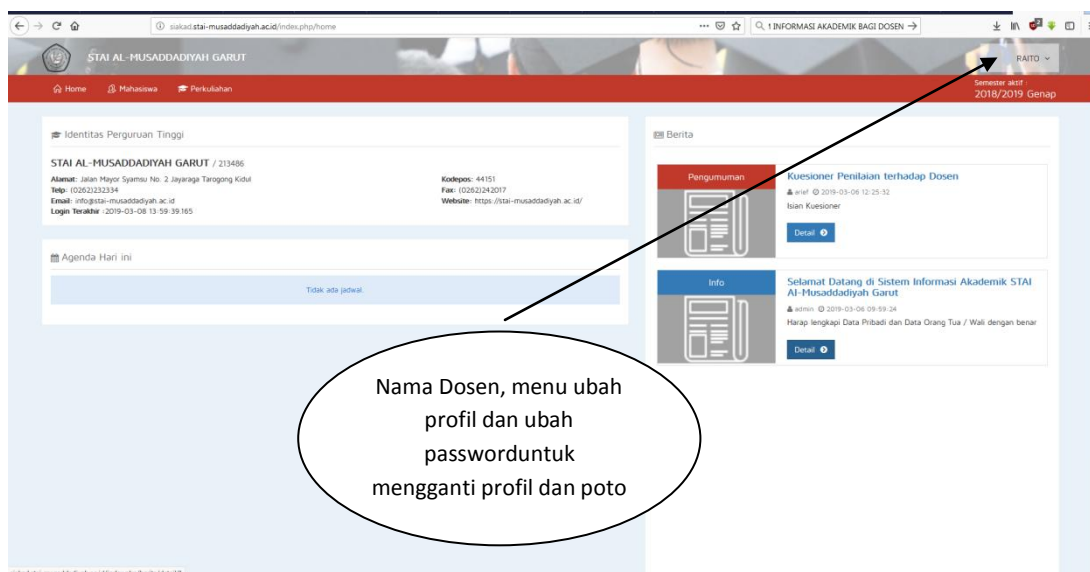 siakad.stai-musaddadiyah.ac.id/index.php/home
1 INFORMASI AKADEMIK BAGI DOSEN
2
STAI AL-MUSADDADIYAH GARUT
RAITO
Home Mahasiswa Perkuliahan
Semester aktif :
2018/2019 Genap
Identitas Perguruan Tinggi
STAI AL-MUSADDADIYAH GARUT / 213486
Alamat: Jalan Mayor Syamsu No. 2 Jayaraga Tarogong Kidul
Telp: (0262)232334
Email: info@stai-musaddadiyah.ac.id
Login Terakhir :2019-03-08 13:59:39.165
Kodepos: 44151
Fax: (0262)242017
Website: https://stai-musaddadiyah.ac.id/
Agenda Hari ini
Tidak ada jadwal.
Berita
Pengumuman
Kuesioner Penilaian terhadap Dosen
arief 2019-03-06 12:25:32
Isian Kuesioner
Detail
Info
Selamat Datang di Sistem Informasi Akademik STAI
Al-Musaddadiyah Garut
admin 2019-03-06 09:59:24
Harap lengkapi Data Pribadi dan Data Orang Tua / Wali dengan benar
Detail
Nama Dosen, menu ubah
profil dan ubah
passworduntuk
mengganti profil dan poto